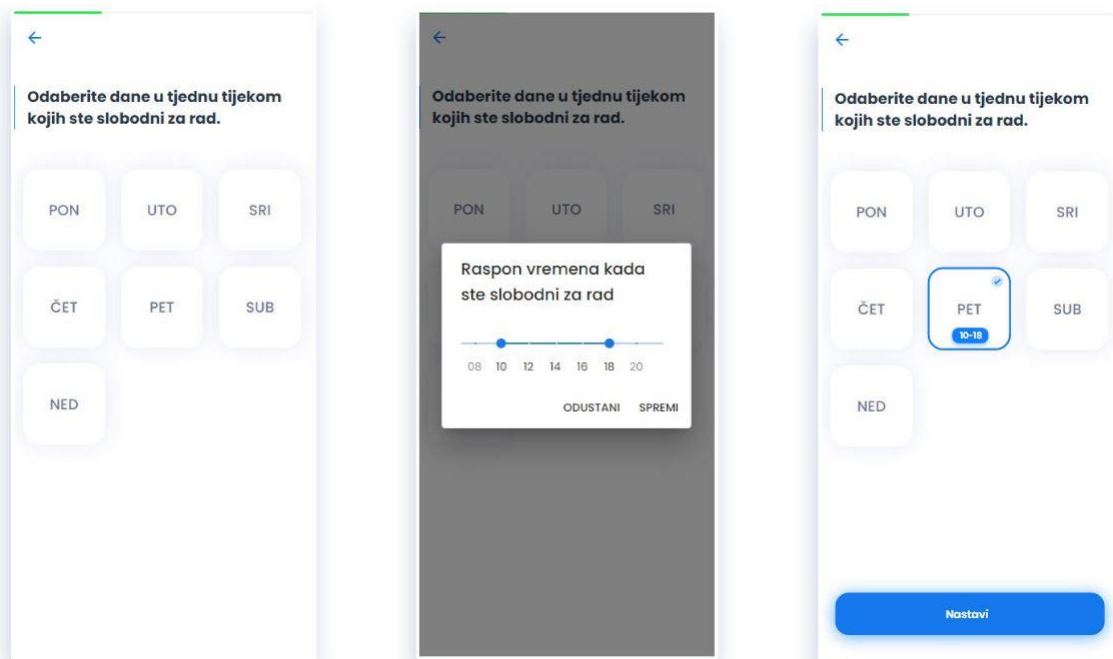 Odaberite dane u tjednu tijekom
kojih ste slobodni za rad.
PON UTO SRI
ČET PET SUB
NED
Odaberite dane u tjednu tijekom
kojih ste slobodni za rad.
PON UTO SRI
Raspon vremena kada
ste slobodni za rad
08 10 12 14 16 18 20
ODUSTANI SPREMI
Odaberite dane u tjednu tijekom
kojih ste slobodni za rad.
PON UTO SRI
ČET PET SUB
10-18
NED
Nastavi